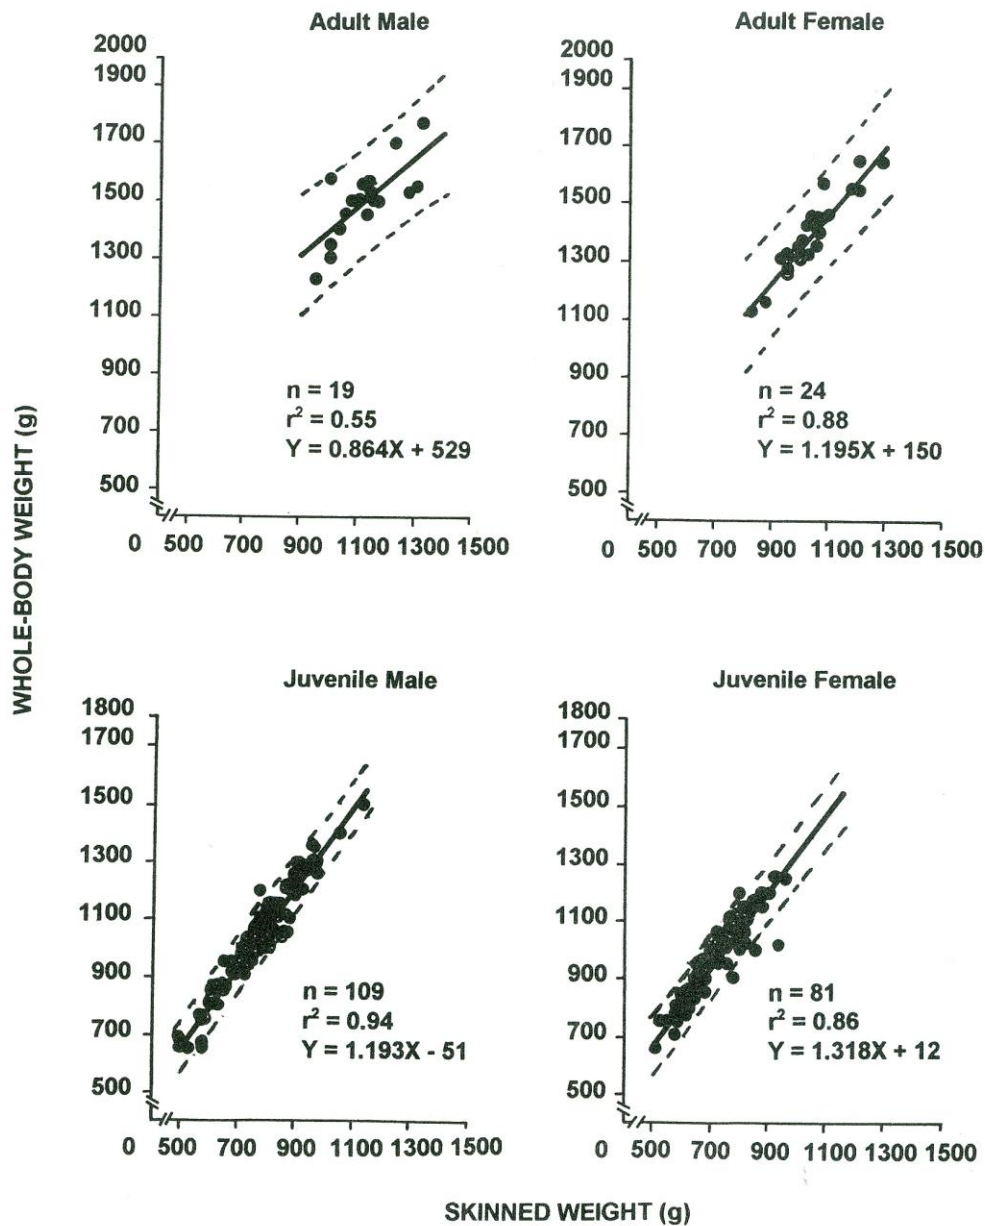 Adult Male
2000
1900
1700
1500
1300
1100
900
700
500
0 500 700 900 1100 1300 1500
n = 19
r² = 0.55
Y = 0.864X + 529
Adult Female
2000
1900
1700
1500
1300
1100
900
700
500
0 500 700 900 1100 1300 1500
n = 24
r² = 0.88
Y = 1.195X + 150
WHOLE-BODY WEIGHT (g)
Juvenile Male
1800
1700
1500
1300
1100
900
700
500
0 500 700 900 1100 1300 1500
n = 109
r² = 0.94
Y = 1.193X - 51
Juvenile Female
1800
1700
1500
1300
1100
900
700
500
0 500 700 900 1100 1300 1500
n = 81
r² = 0.86
Y = 1.318X + 12
SKINNED WEIGHT (g)